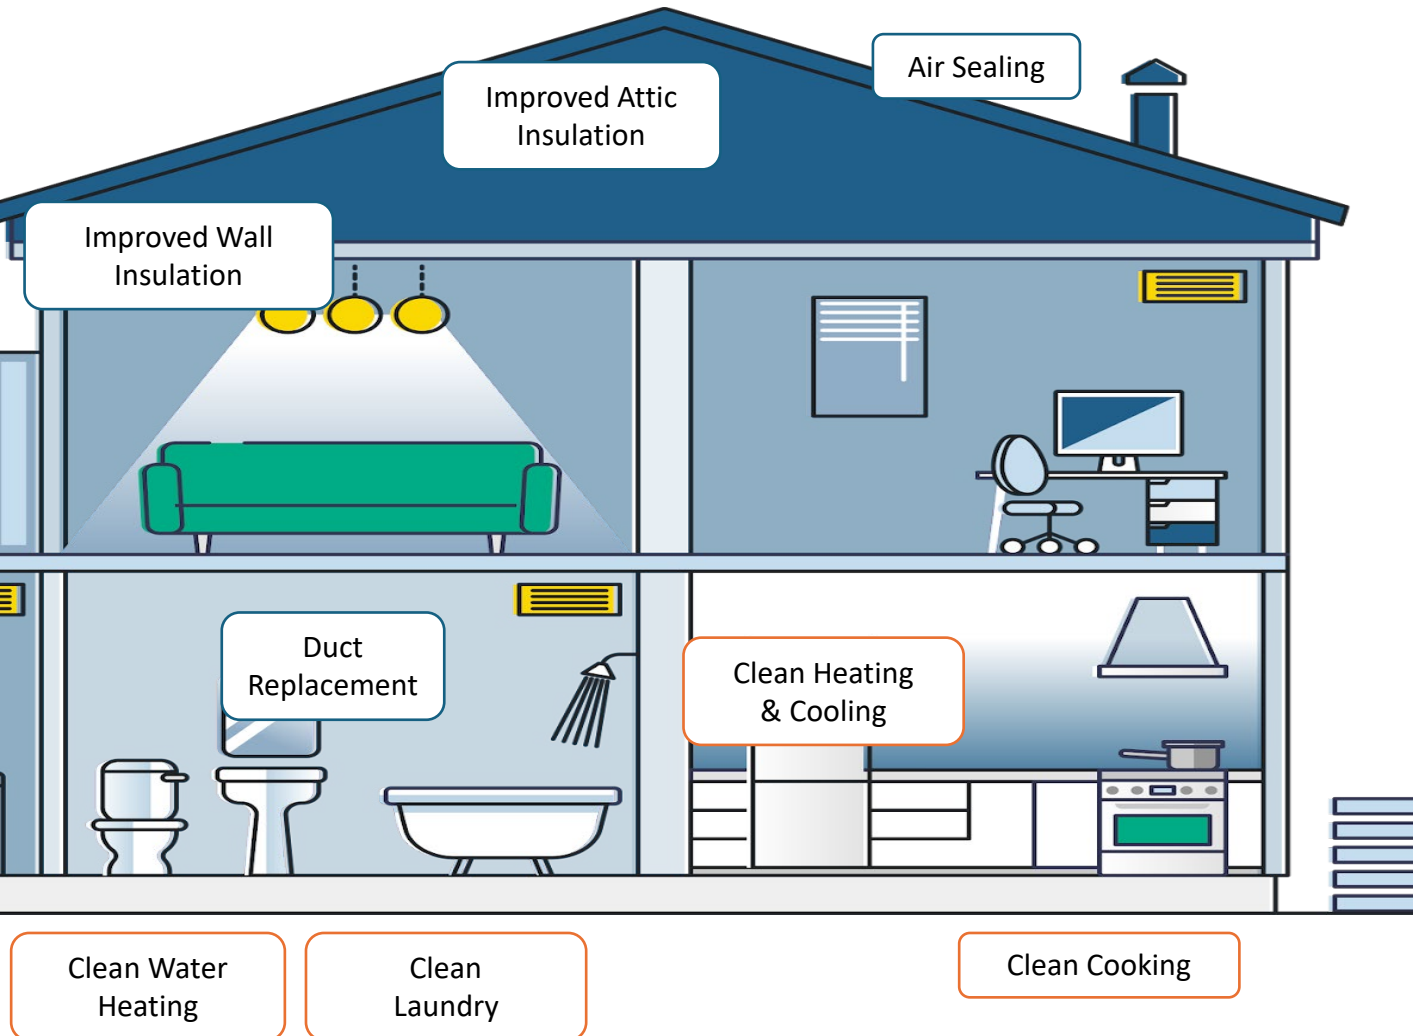 Air Sealing
Improved Attic
Insulation
Improved Wall
Insulation
Duct
Replacement
Clean Heating
& Cooling
Clean Water
Heating
Clean
Laundry
Clean Cooking